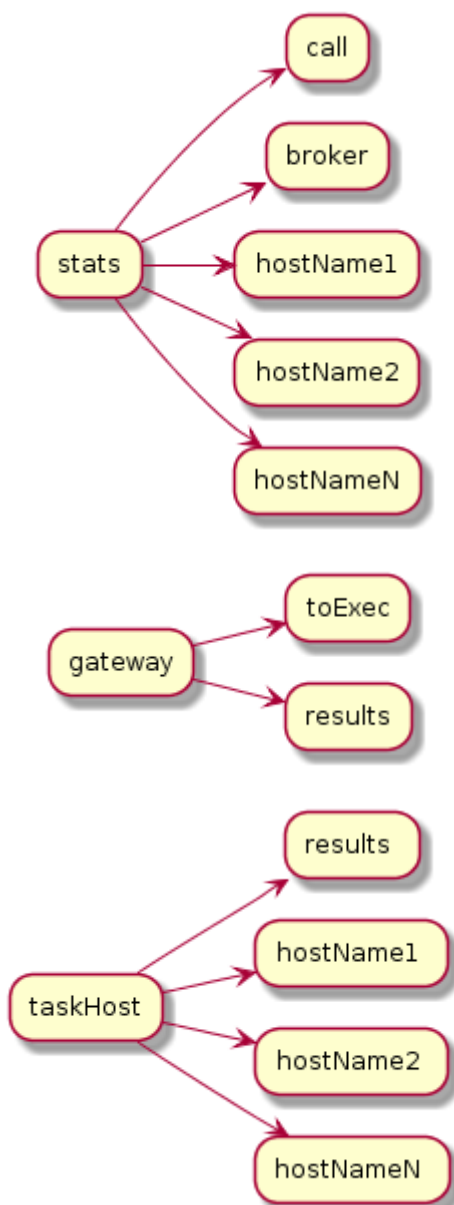 call
broker
stats
hostName1
hostName2
hostNameN
toExec
gateway
results
results
hostName1
taskHost
hostName2
hostNameN